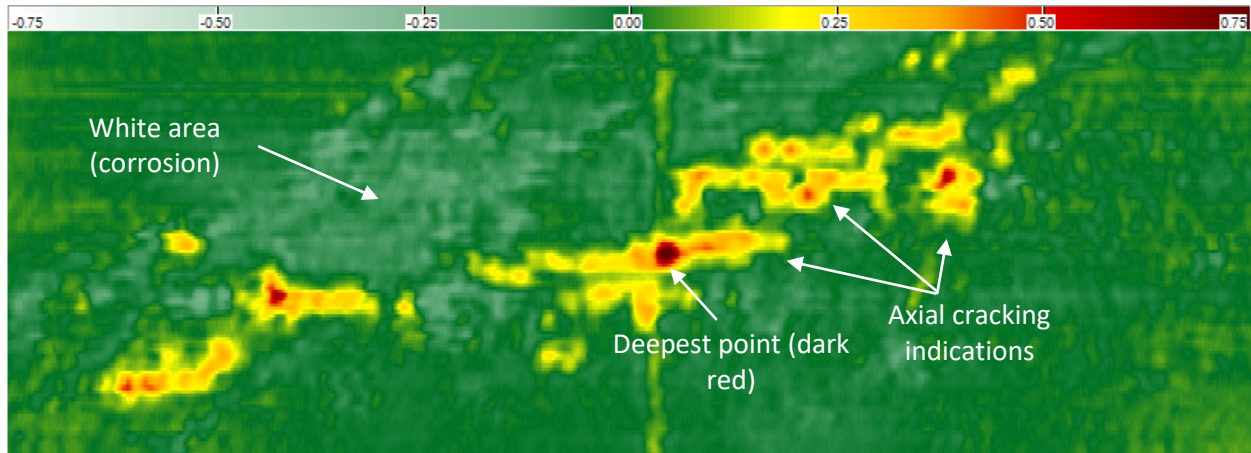 -0.75 -0.50 -0.25 0.00 0.25 0.50 0.75
White area
(corrosion)
Deepest point (dark
red)
Axial cracking
indications